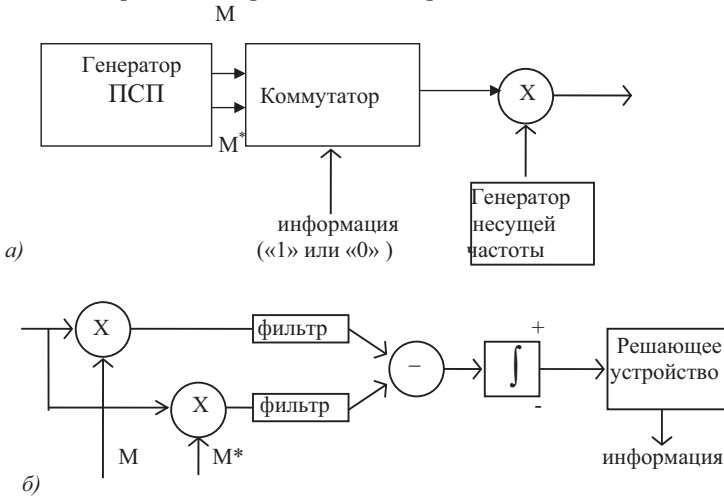 М
Генератор
ПСП
Коммутатор
X
М*
Генератор
несущей
частоты
информация
(«1» или «0» )
а)
X
фильтр
+
Решающее
устройство
−
∫
X
фильтр
-
М
М*
информация
б)